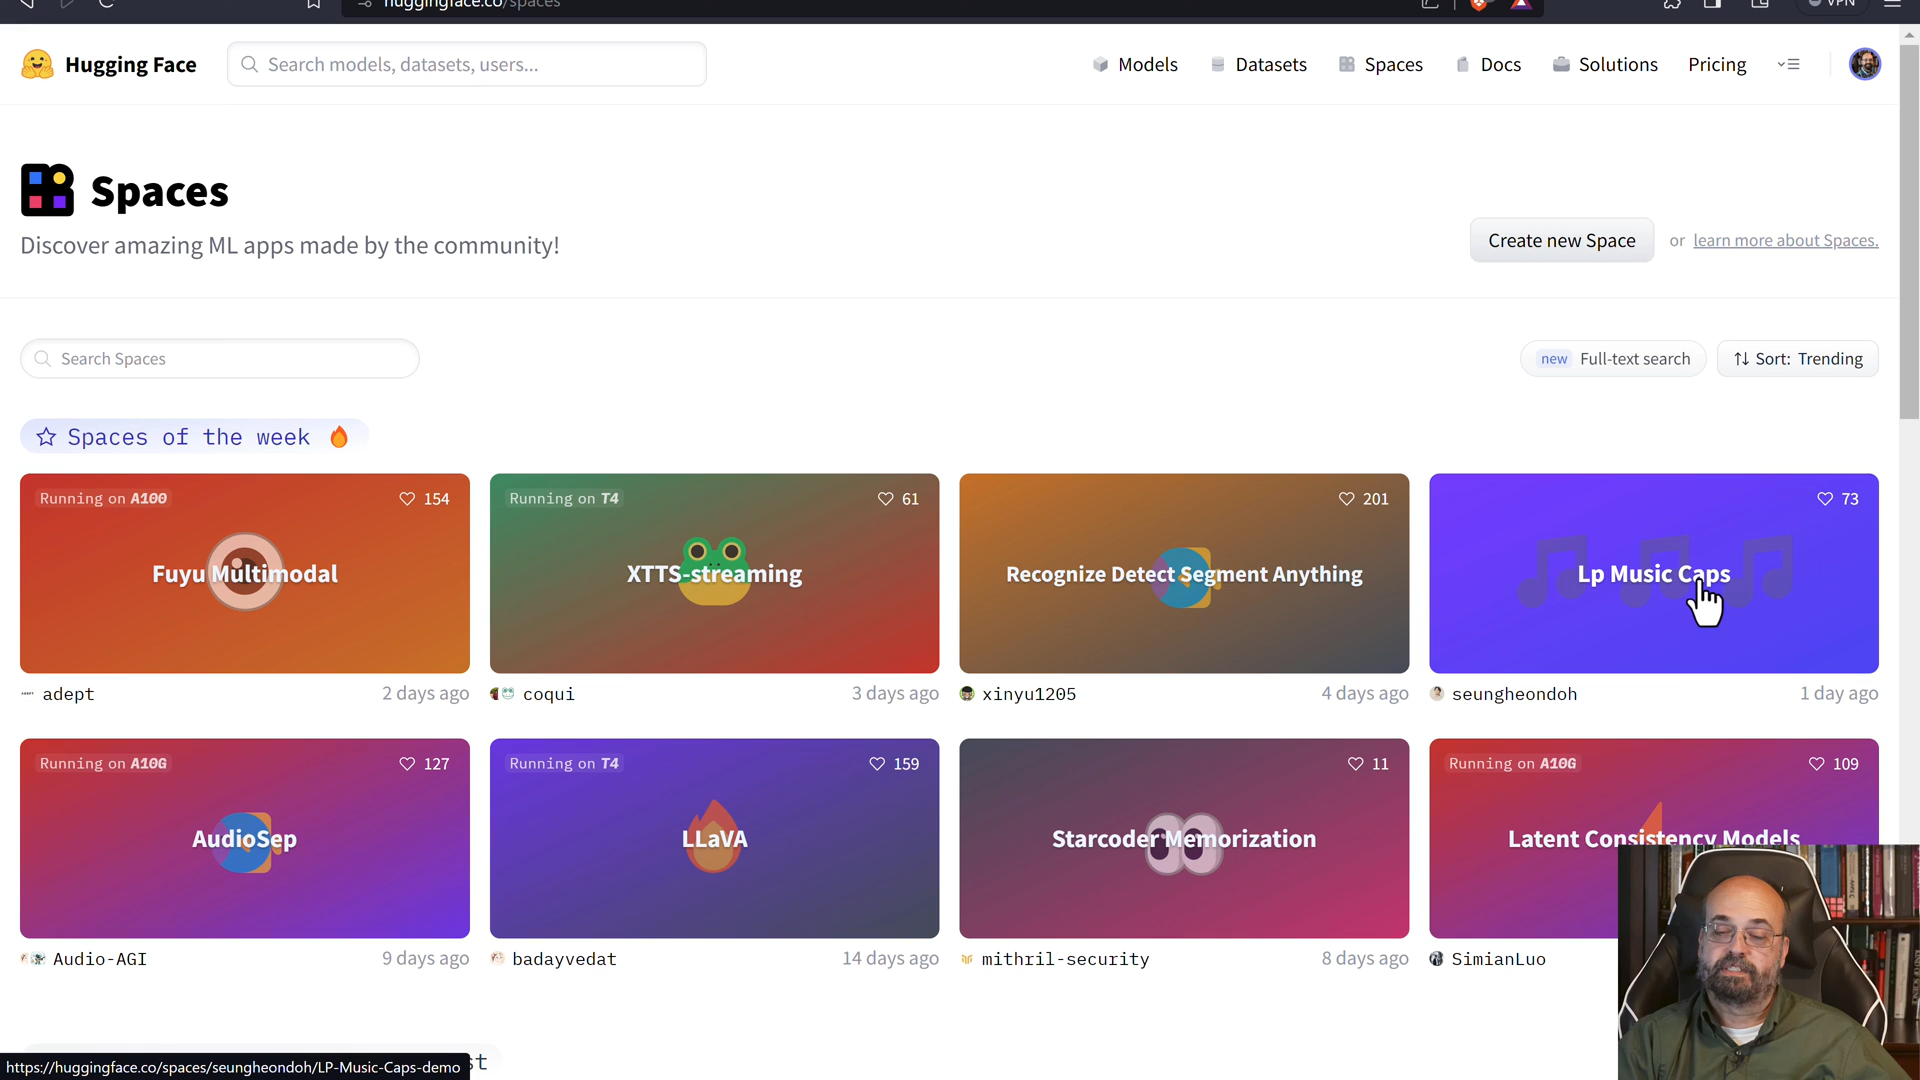 huggingface.co/spaces
VPN
Hugging Face
Search models, datasets, users...
Models
Datasets
Spaces
Docs
Solutions
Pricing
Spaces
Discover amazing ML apps made by the community!
Create new Space or learn more about Spaces.
Search Spaces
new Full-text search
Sort: Trending
Spaces of the week
Running on A100
154
Fuyu Multimodal
adept
2 days ago
Running on T4
61
XTTS-streaming
coqui
3 days ago
201
Recognize Detect Segment Anything
xinyu1205
4 days ago
73
Lp Music Caps
seungheondoh
1 day ago
Running on A10G
127
AudioSep
Audio-AGI
9 days ago
Running on T4
159
LLaVA
badayvedat
14 days ago
11
Starcoder Memorization
mithril-security
8 days ago
Running on A10G
109
Latent Consistency Models
SimianLuo
https://huggingface.co/spaces/seungheondoh/LP-Music-Caps-demo